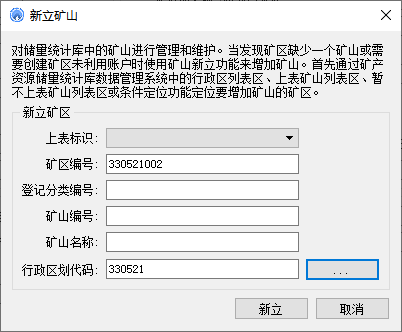 新立矿山
对储量统计库中的矿山进行管理和维护。当发现矿区缺少一个矿山或需
要创建矿区未利用账户时使用矿山新立功能来增加矿山。首先通过矿产
资源储量统计库数据管理系统中的行政区列表区、上表矿山列表区、暂
不上表矿山列表区或条件定位功能定位要增加矿山的矿区。
新立矿区
上表标识:
矿区编号: 330521002
登记分类编号:
矿山编号:
矿山名称:
行政区划代码: 330521 ...
新立 取消